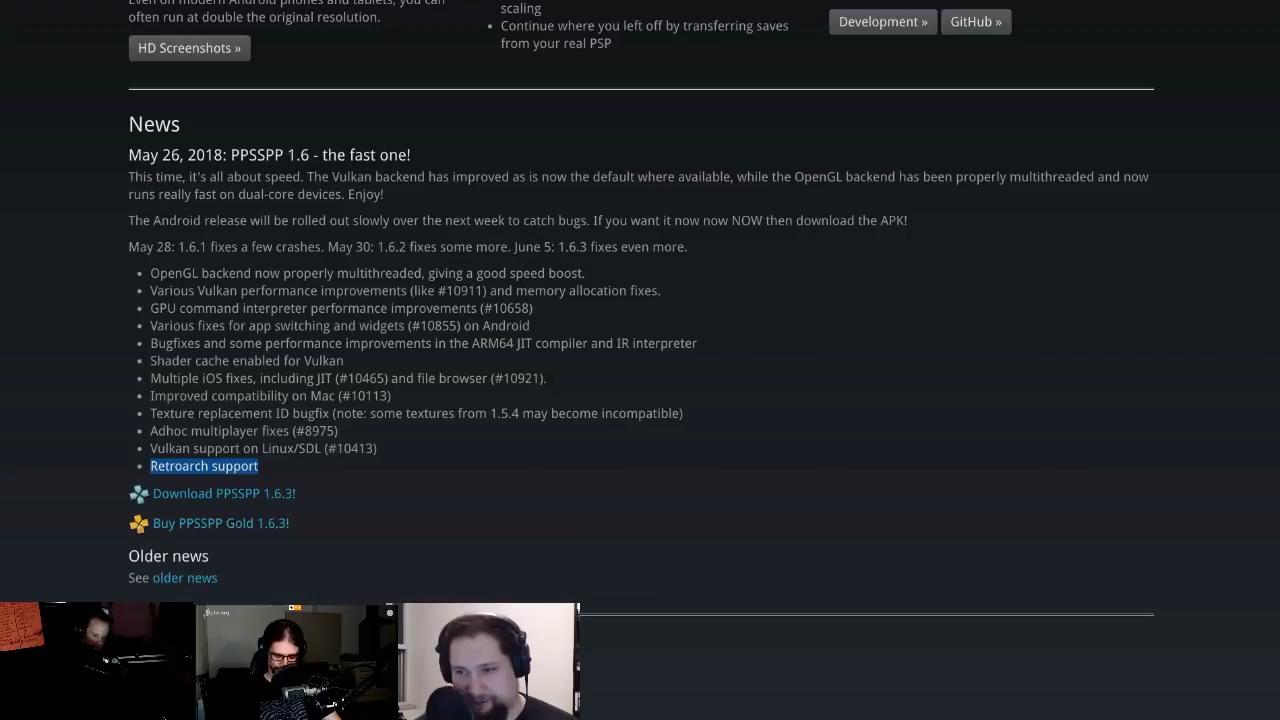 Even on modern Android phones and tablets, you can
often run at double the original resolution.
HD Screenshots »
scaling
Continue where you left off by transferring saves
from your real PSP
Development »
GitHub »
News
May 26, 2018: PPSSPP 1.6 - the fast one!
This time, it's all about speed. The Vulkan backend has improved as is now the default where available, while the OpenGL backend has been properly multithreaded and now
runs really fast on dual-core devices. Enjoy!
The Android release will be rolled out slowly over the next week to catch bugs. If you want it now now NOW then download the APK!
May 28: 1.6.1 fixes a few crashes. May 30: 1.6.2 fixes some more. June 5: 1.6.3 fixes even more.
OpenGL backend now properly multithreaded, giving a good speed boost.
Various Vulkan performance improvements (like #10911) and memory allocation fixes.
GPU command interpreter performance improvements (#10658)
Various fixes for app switching and widgets (#10855) on Android
Bugfixes and some performance improvements in the ARM64 JIT compiler and IR interpreter
Shader cache enabled for Vulkan
Multiple iOS fixes, including JIT (#10465) and file browser (#10921).
Improved compatibility on Mac (#10113)
Texture replacement ID bugfix (note: some textures from 1.5.4 may become incompatible)
Adhoc multiplayer fixes (#8975)
Vulkan support on Linux/SDL (#10413)
Retroarch support
Download PPSSPP 1.6.3!
Buy PPSSPP Gold 1.6.3!
Older news
See older news